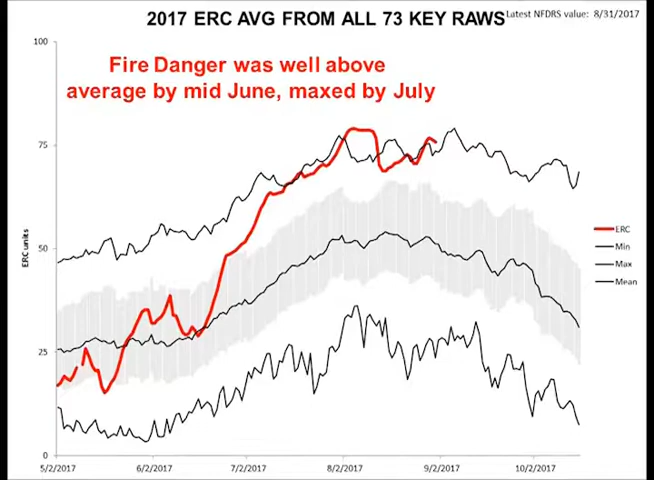 2017 ERC AVG FROM ALL 73 KEY RAWS
Latest NFDRS value: 8/31/2017
Fire Danger was well above
average by mid June, maxed by July
100
75
50
25
0
ERC units
5/2/2017
6/2/2017
7/2/2017
8/2/2017
9/2/2017
10/2/2017
ERC
Min
Max
Mean